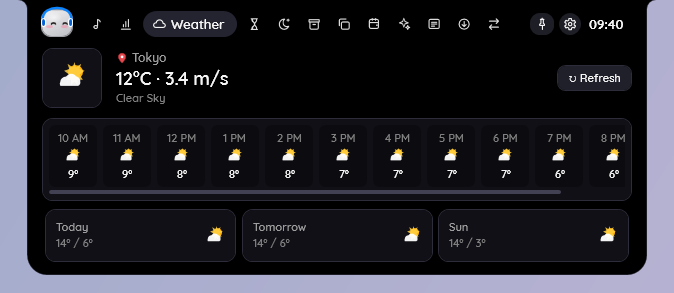 Weather
09:40
Tokyo
12°C · 3.4 m/s
Clear Sky
↻ Refresh
10 AM 11 AM 12 PM 1 PM 2 PM 3 PM 4 PM 5 PM 6 PM 7 PM 8 PM
9° 9° 8° 8° 8° 7° 7° 7° 7° 6° 6°
Today
14° / 6°
Tomorrow
14° / 6°
Sun
14° / 3°